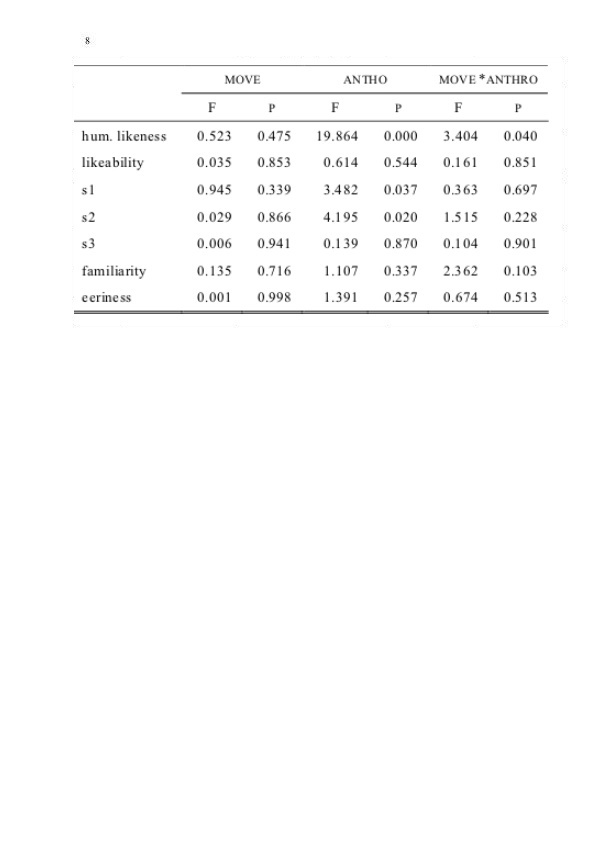 8
MOVE ANTHO MOVE *ANTHRO
F P F P F P
hum. likeness 0.523 0.475 19.864 0.000 3.404 0.040
likeability 0.035 0.853 0.614 0.544 0.161 0.851
s1 0.945 0.339 3.482 0.037 0.363 0.697
s2 0.029 0.866 4.195 0.020 1.515 0.228
s3 0.006 0.941 0.139 0.870 0.104 0.901
familiarity 0.135 0.716 1.107 0.337 2.362 0.103
eeriness 0.001 0.998 1.391 0.257 0.674 0.513